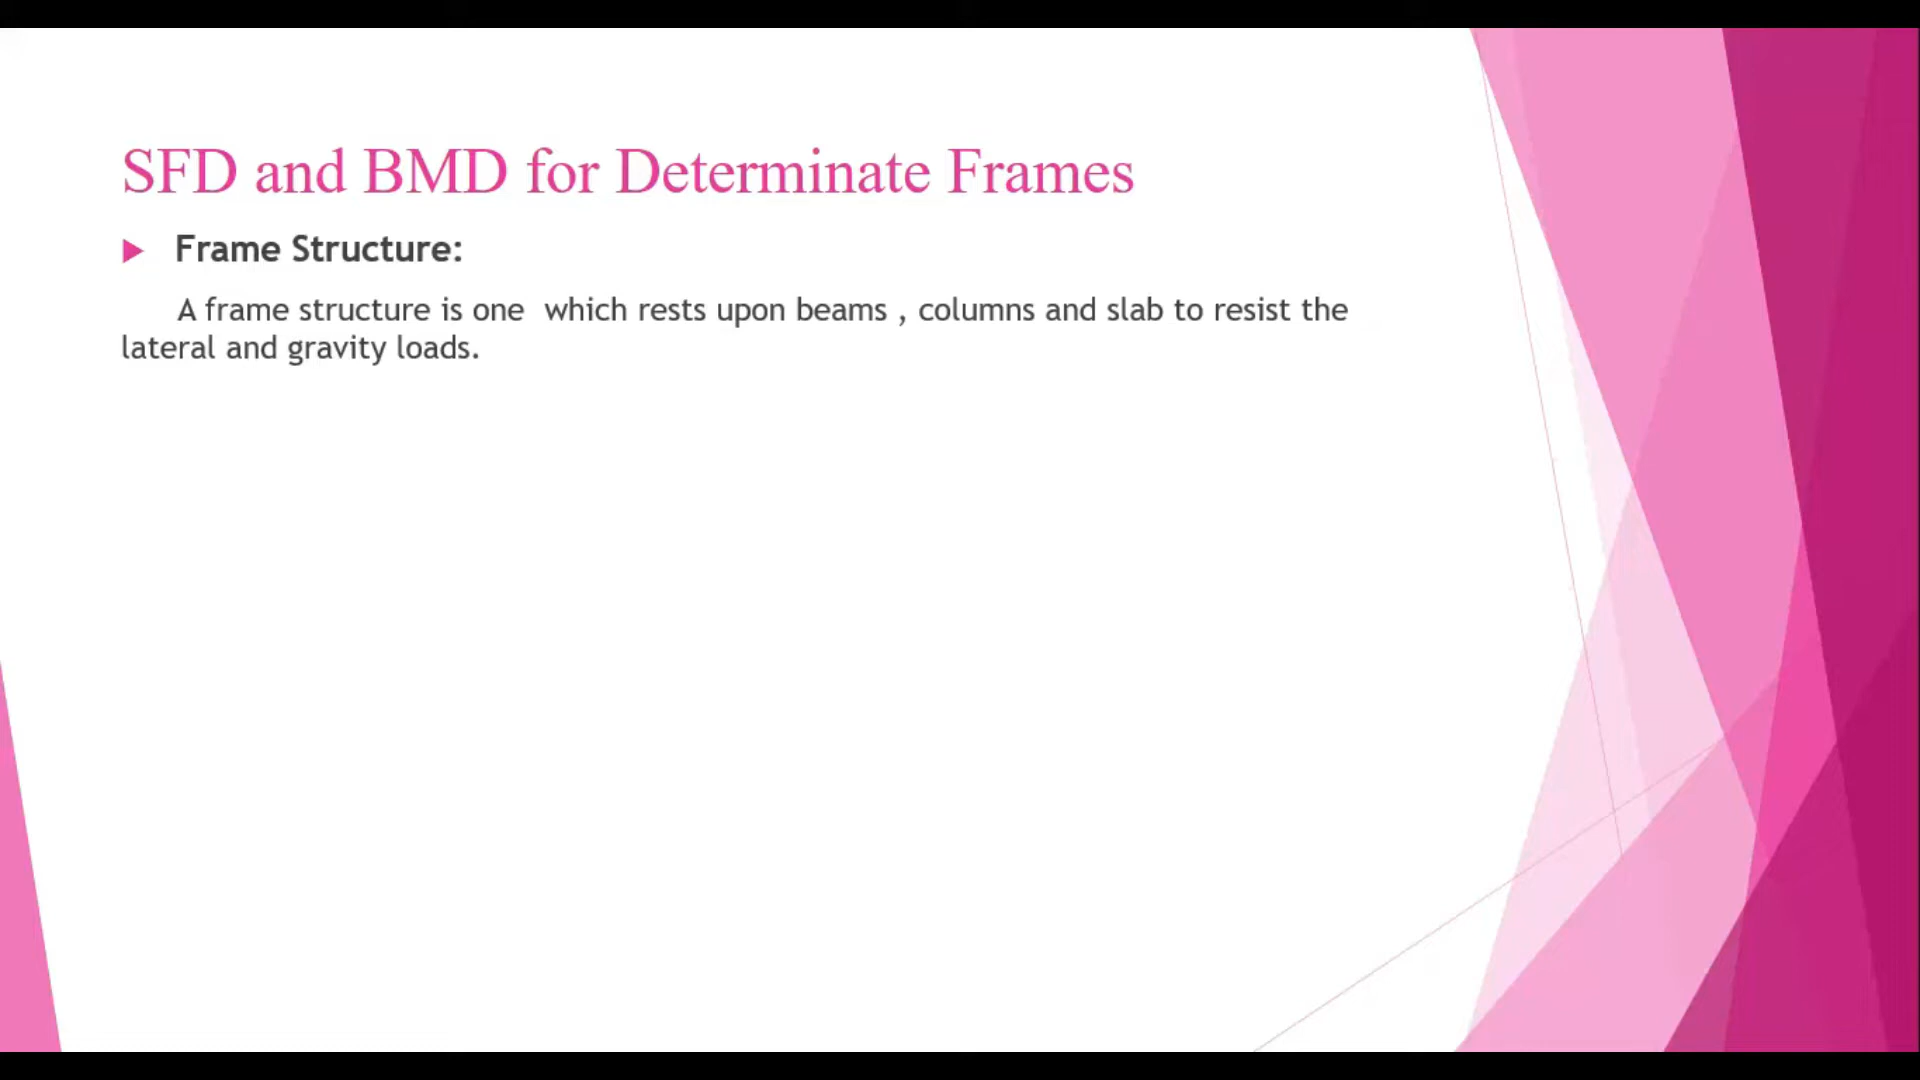 SFD and BMD for Determinate Frames
Frame Structure:
A frame structure is one  which rests upon beams , columns and slab to resist the
lateral and gravity loads.